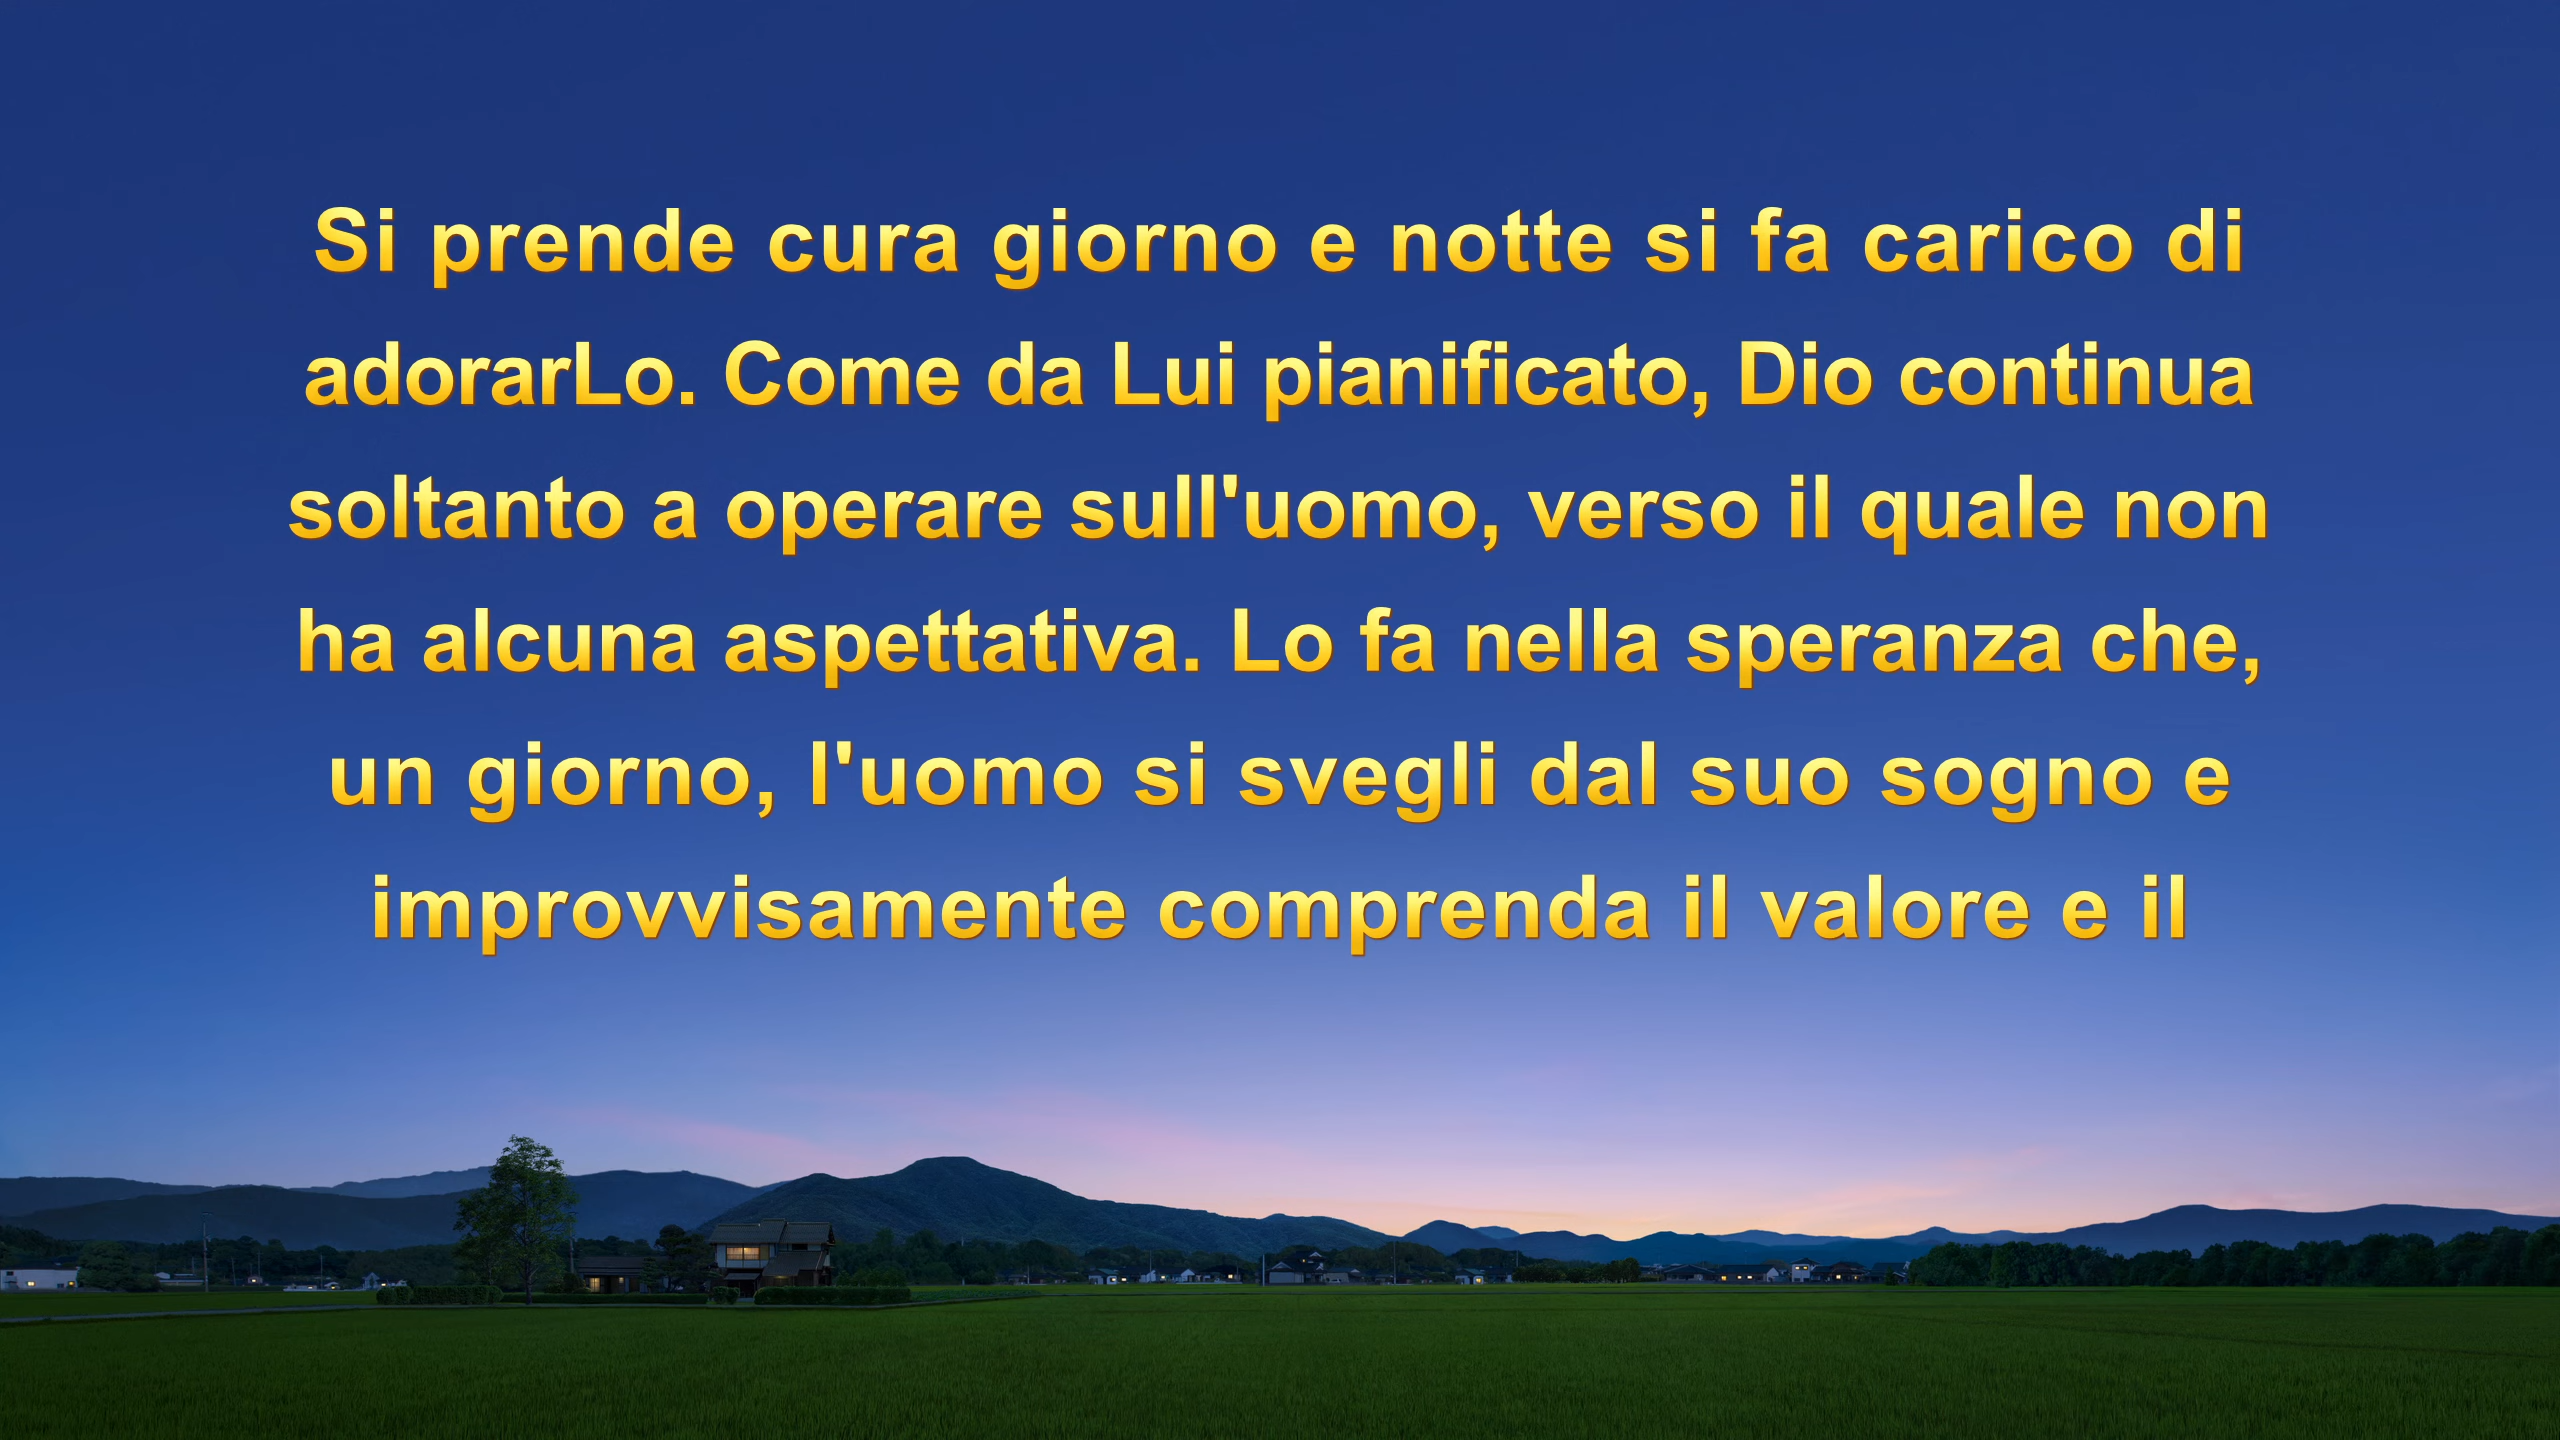 Si prende cura giorno e notte si fa carico di
adorarLo. Come da Lui pianificato, Dio continua
soltanto a operare sull'uomo, verso il quale non
ha alcuna aspettativa. Lo fa nella speranza che,
un giorno, l'uomo si svegli dal suo sogno e
improvvisamente comprenda il valore e il